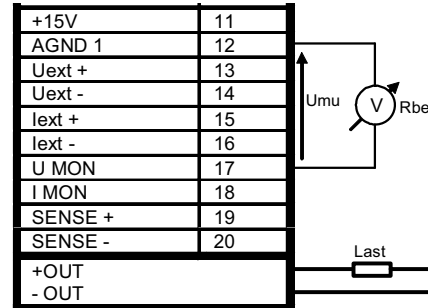 +15V 11
AGND 1 12
Uext + 13
Uext - 14
Iext + 15
Iext - 16
U MON 17
I MON 18
SENSE + 19
SENSE - 20
+OUT
- OUT
Umu
V
Rbe
Last